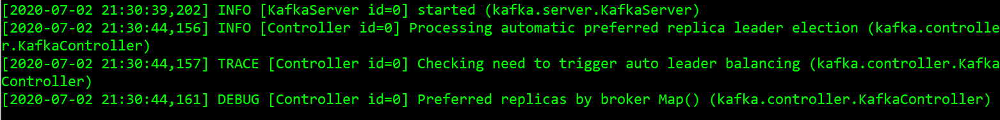 [2020-07-02 21:30:39,202] INFO [KafkaServer id=0] started (kafka.server.KafkaServer)
[2020-07-02 21:30:44,156] INFO [Controller id=0] Processing automatic preferred replica leader election (kafka.controlle
r.KafkaController)
[2020-07-02 21:30:44,157] TRACE [Controller id=0] Checking need to trigger auto leader balancing (kafka.controller.Kafka
Controller)
[2020-07-02 21:30:44,161] DEBUG [Controller id=0] Preferred replicas by broker Map() (kafka.controller.KafkaController)